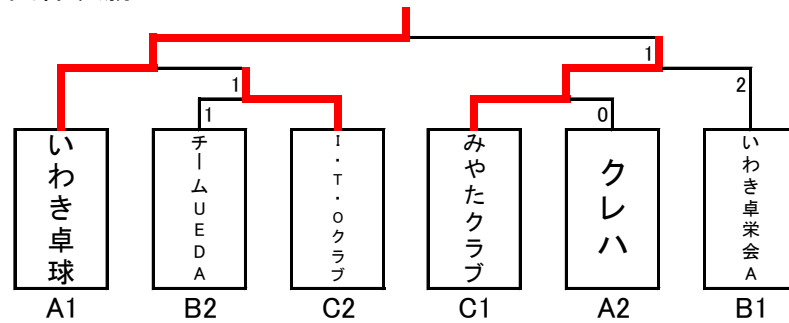 1
1
1
2
1
0
いわき卓球
チームUEDA
I・T・Oクラブ
みやたクラブ
クレハ
いわき卓栄会A
A1
B2
C2
C1
A2
B1